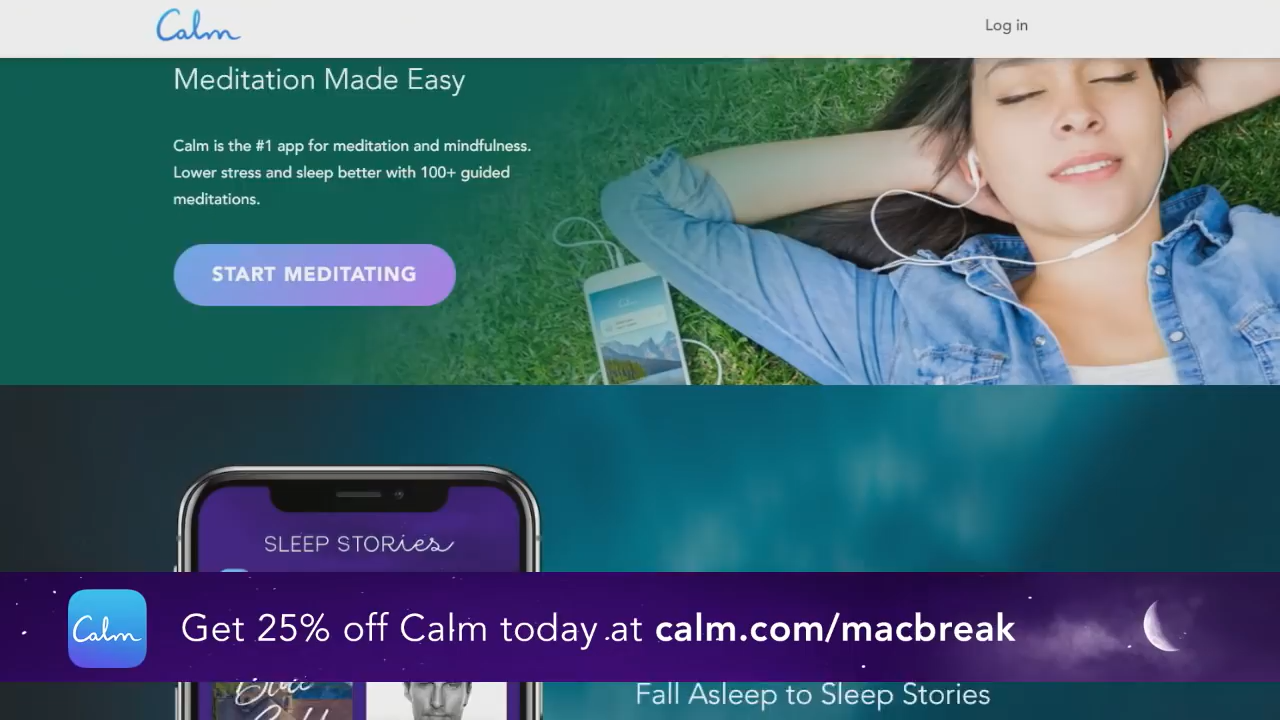 Calm
Log in
Meditation Made Easy
Calm is the #1 app for meditation and mindfulness.
Lower stress and sleep better with 100+ guided
meditations.
START MEDITATING
SLEEP STORies
Calm
Get 25% off Calm today at calm.com/macbreak
Blue
Gold
Fall Asleep to Sleep Stories